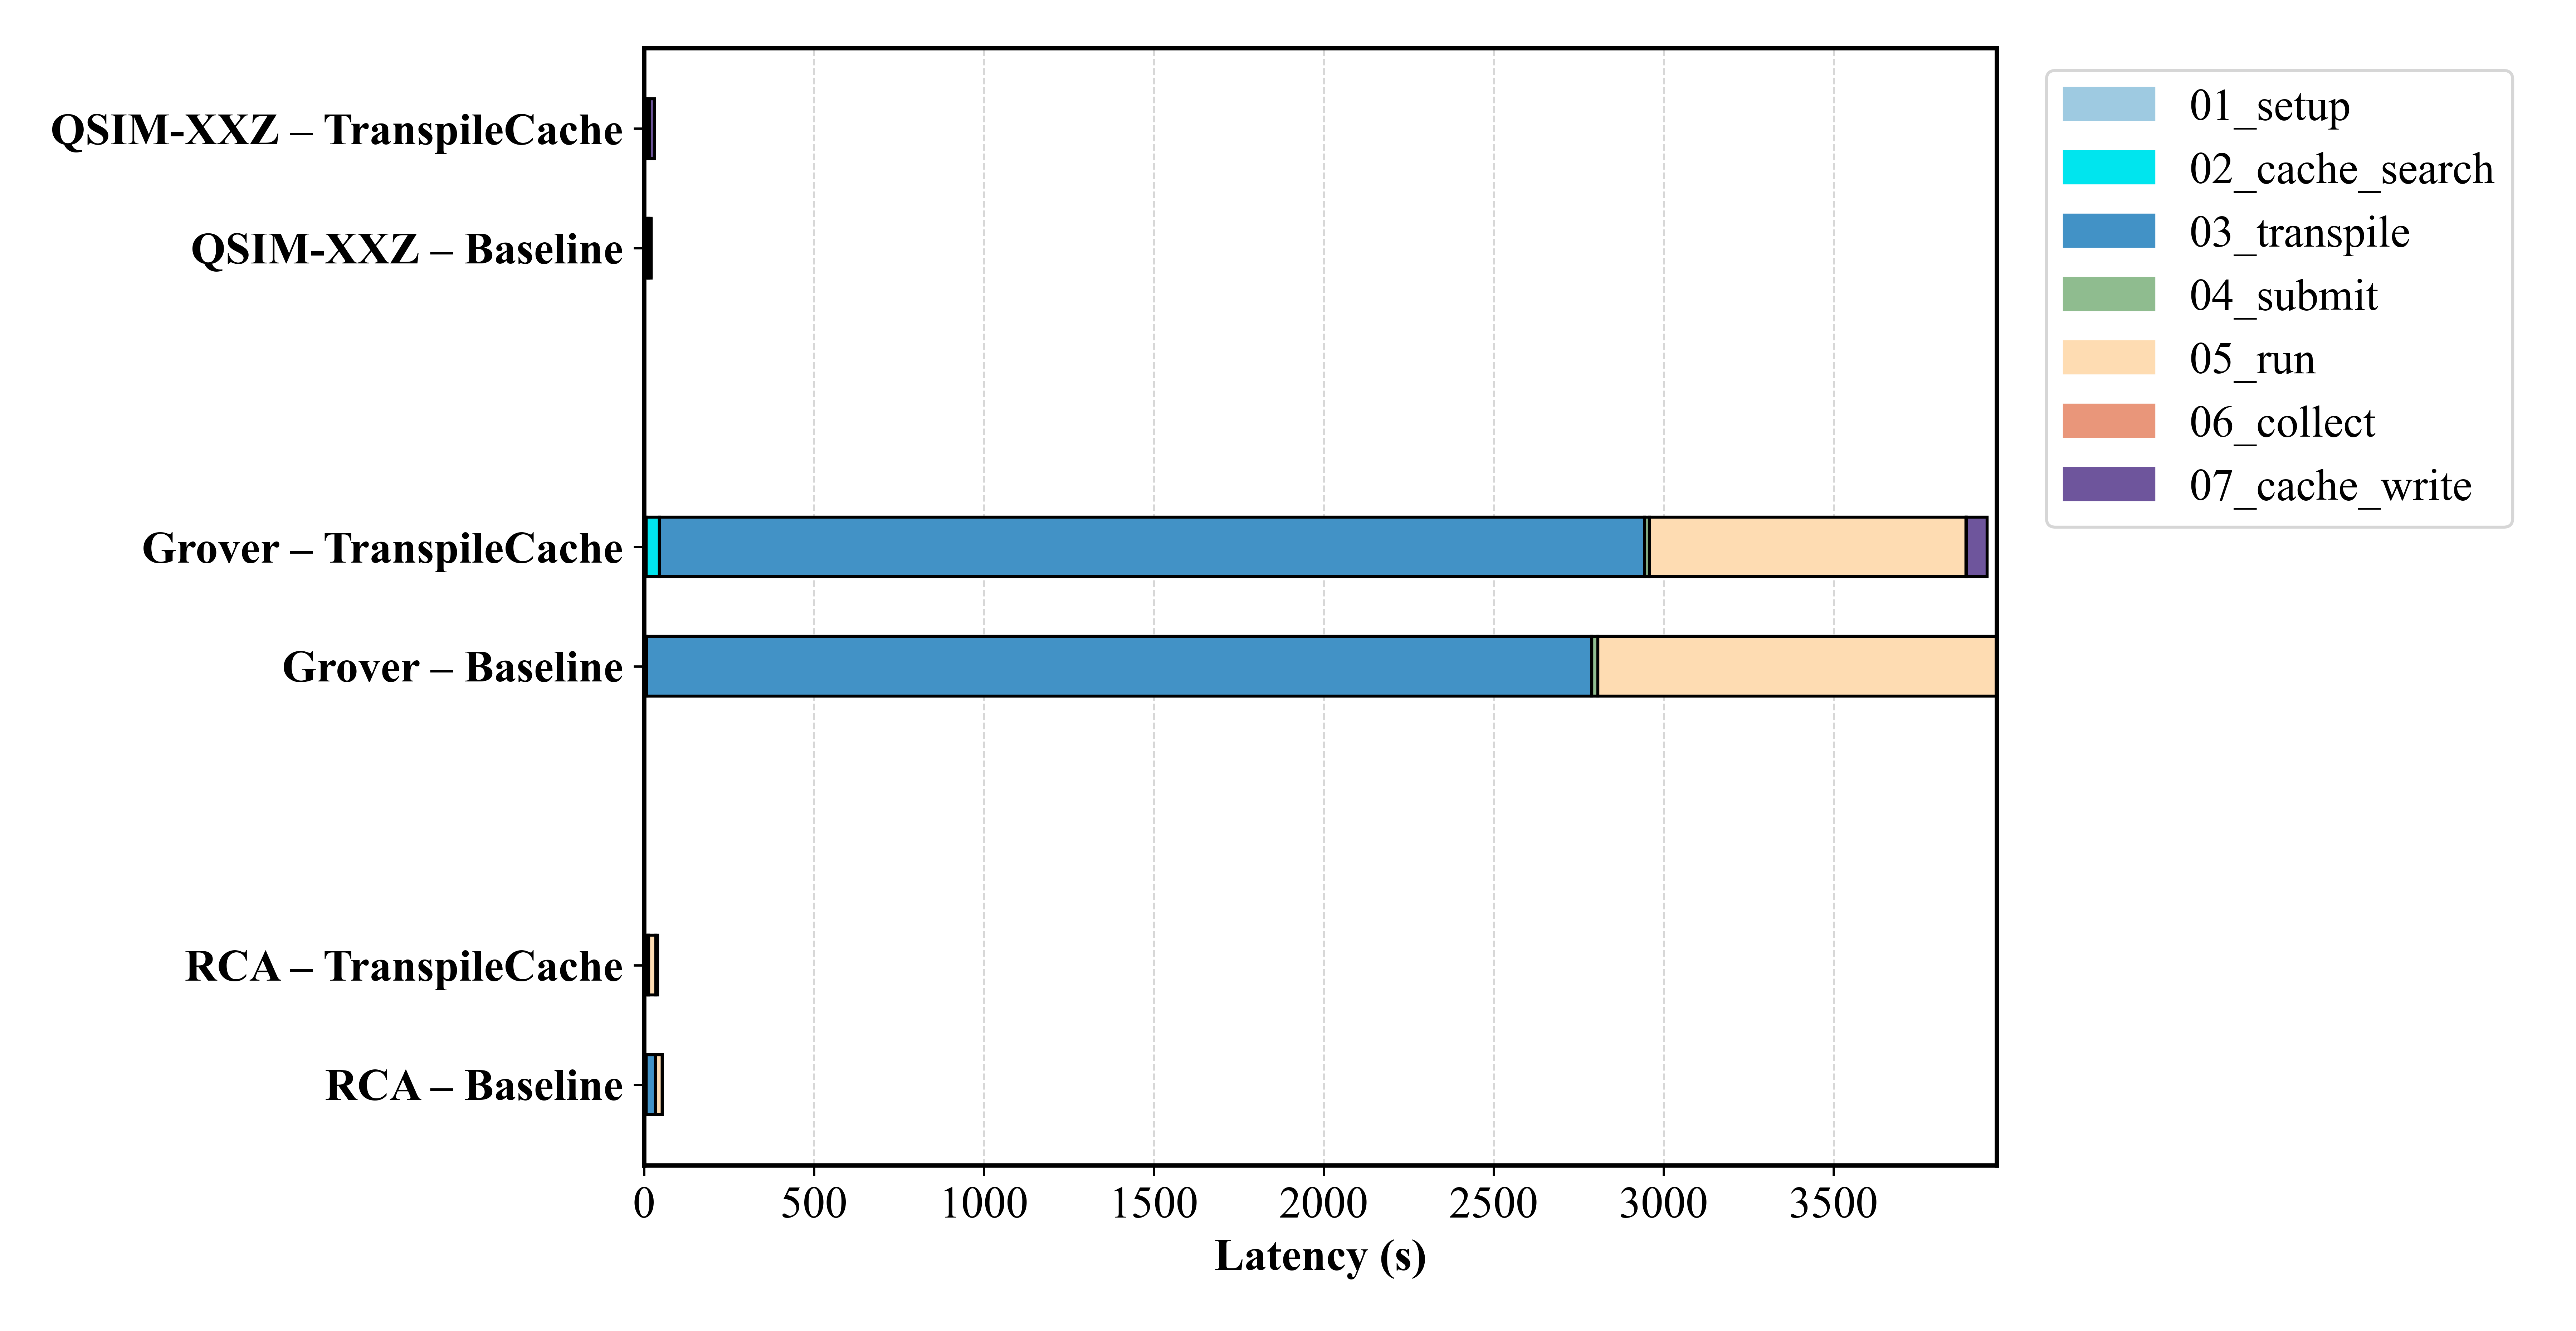 QSIM-XXZ – TranspileCache
QSIM-XXZ – Baseline
Grover – TranspileCache
Grover – Baseline
RCA – TranspileCache
RCA – Baseline
0 500 1000 1500 2000 2500 3000 3500
Latency (s)
01_setup
02_cache_search
03_transpile
04_submit
05_run
06_collect
07_cache_write